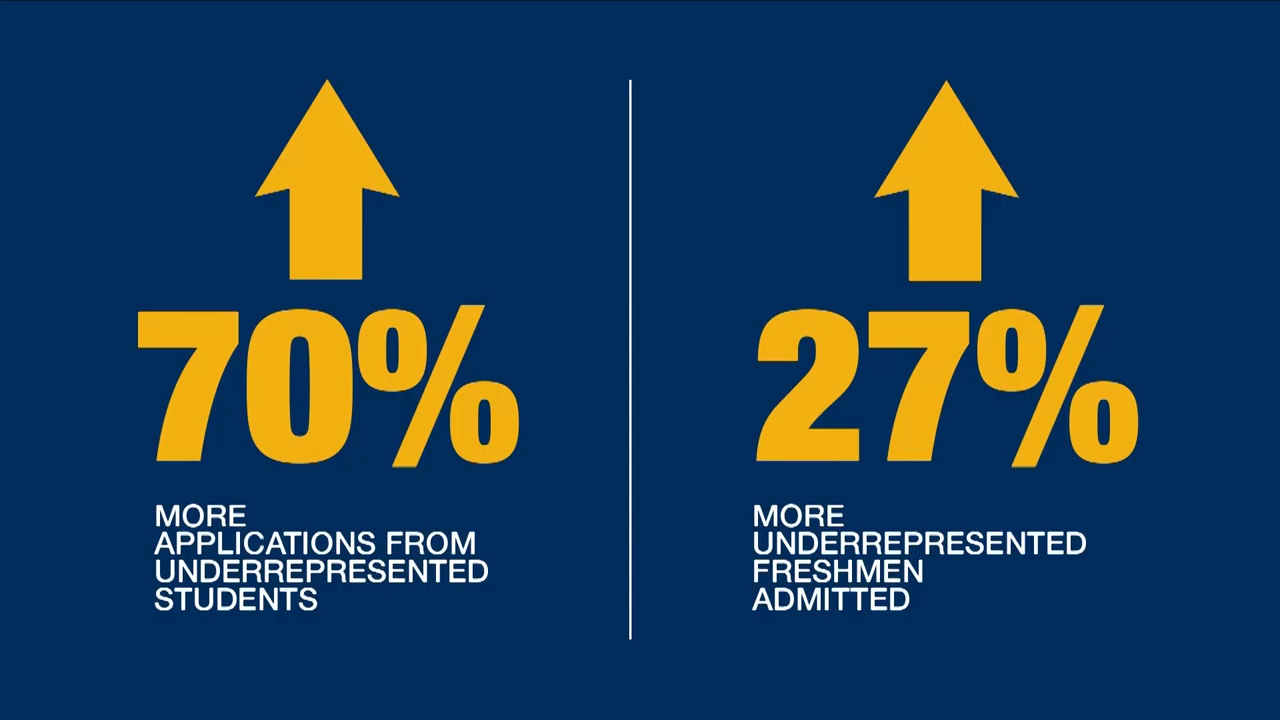 70%
MORE
APPLICATIONS FROM
UNDERREPRESENTED
STUDENTS
27%
MORE
UNDERREPRESENTED
FRESHMEN
ADMITTED